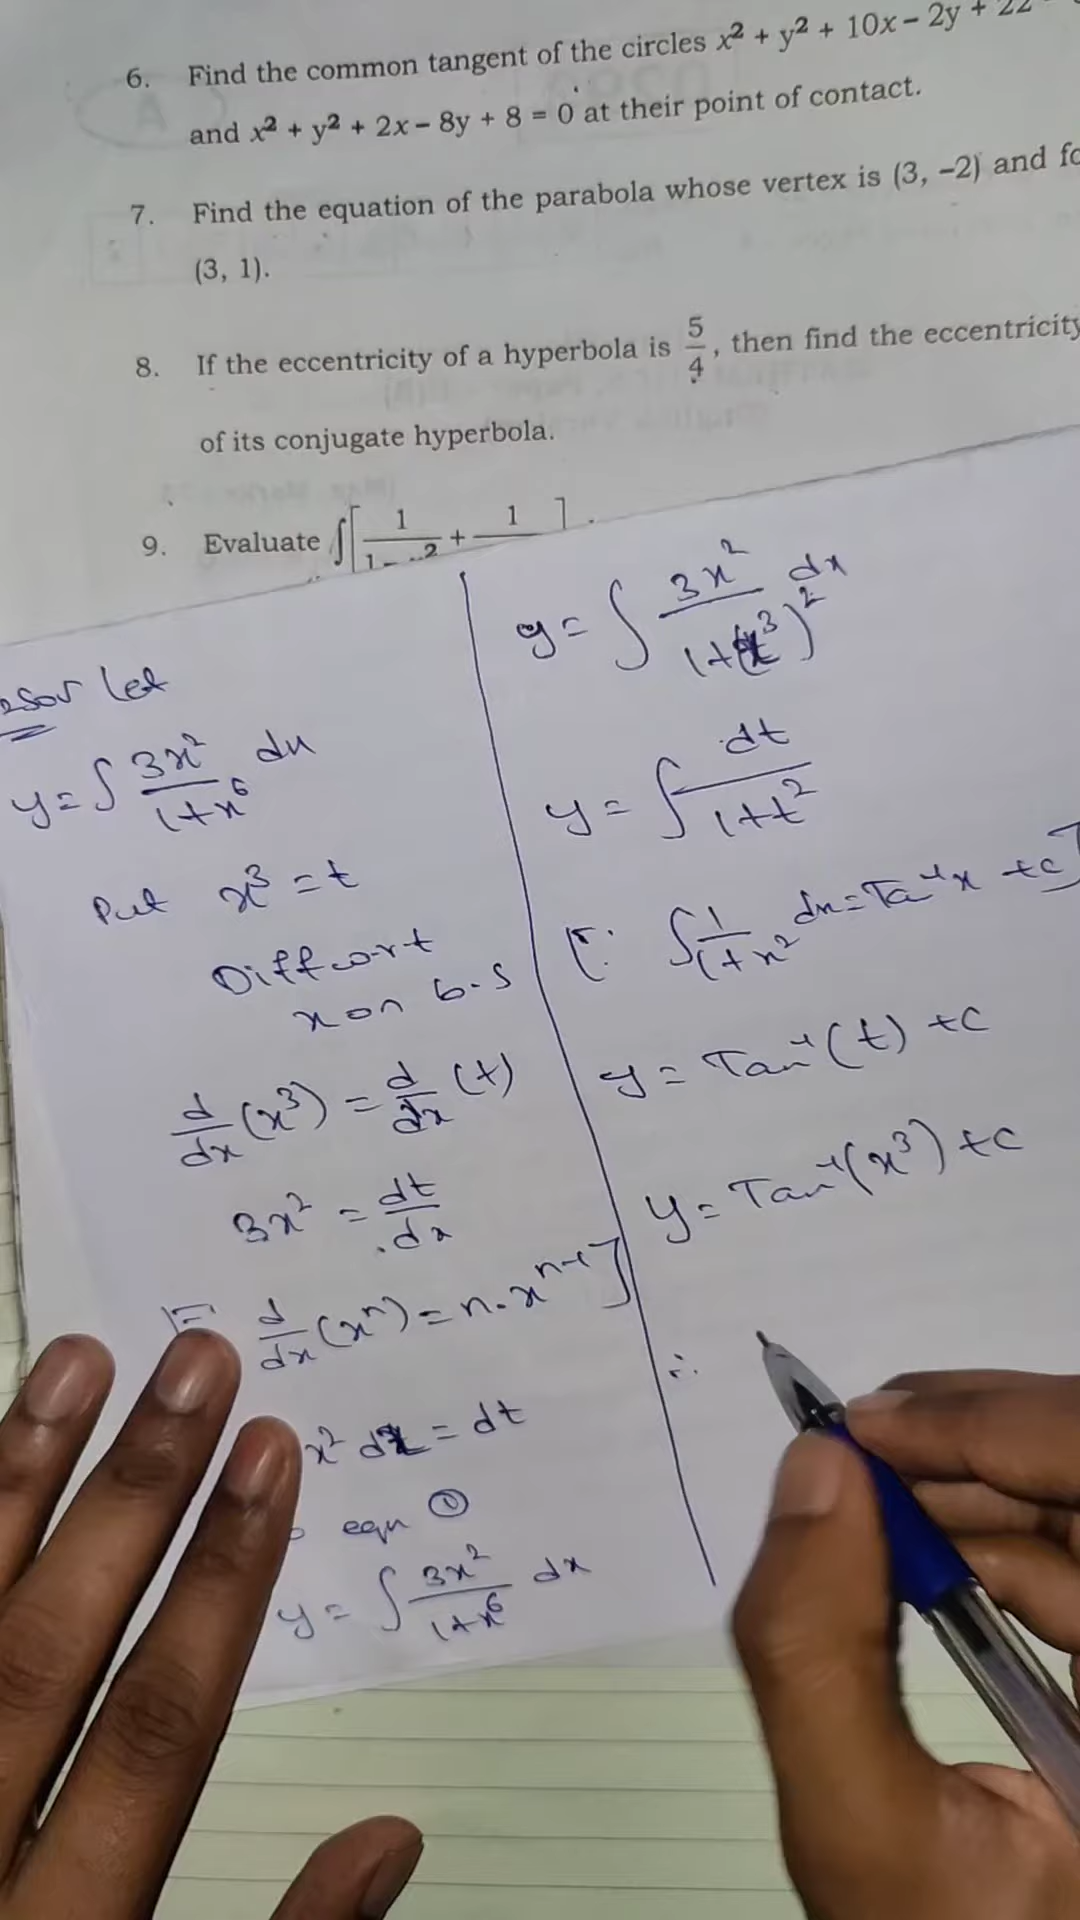 6. Find the common tangent of the circles x² + y² + 10x – 2y + 22
and x² + y² + 2x – 8y + 8 = 0 at their point of contact.
7. Find the equation of the parabola whose vertex is (3, –2) and fo
(3, 1).
8. If the eccentricity of a hyperbola is 5/4, then find the eccentricity
of its conjugate hyperbola.
9. Evaluate ∫[ 1/ + 1/ ]
let
y = ∫ 3x²/(1+x⁶) dx
Put x³ = t
Diff w.r.t
x on b.s
d/dx (x³) = d/dx (t)
3x² = dt/dx
d/dx (xⁿ) = n·xⁿ⁻¹]
x² dx = dt
equ ①
y = ∫ 3x²/(1+x⁶) dx
y = ∫ 3x²/(1+(x³)²) dx
y = ∫ dt/(1+t²)
[∵ ∫ 1/(1+x²) dx = Tan⁻¹x + c]
y = Tan⁻¹(t) + c
y = Tan⁻¹(x³) + c
∴